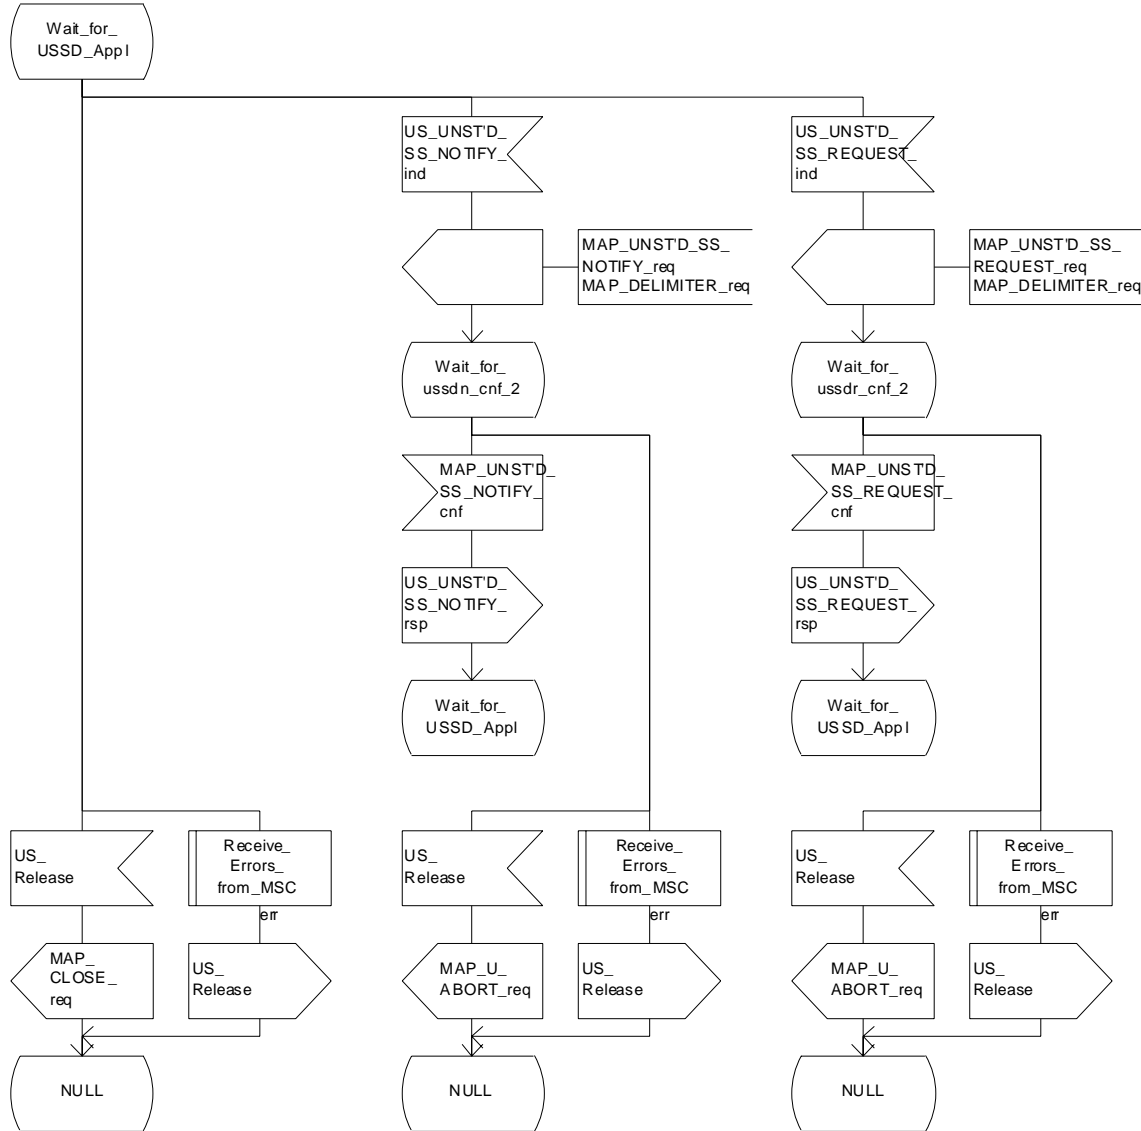 Wait_for_
USSD_Appl
US_UNST'D_
SS_NOTIFY_
ind
US_UNST'D_
SS_REQUEST_
ind
MAP_UNST'D_SS_
NOTIFY_req
MAP_DELIMITER_req
MAP_UNST'D_SS_
REQUEST_req
MAP_DELIMITER_req
Wait_for_
ussdn_cnf_2
Wait_for_
ussdr_cnf_2
MAP_UNST'D_
SS_NOTIFY_
cnf
MAP_UNST'D_
SS_REQUEST_
cnf
US_UNST'D_
SS_NOTIFY_
rsp
US_UNST'D_
SS_REQUEST_
rsp
Wait_for_
USSD_Appl
Wait_for_
USSD_Appl
US_
Release
Receive_
Errors_
from_MSC
err
US_
Release
Receive_
Errors_
from_MSC
err
US_
Release
Receive_
Errors_
from_MSC
err
MAP_
CLOSE_
req
US_
Release
MAP_U_
ABORT_req
US_
Release
MAP_U_
ABORT_req
US_
Release
NULL
NULL
NULL